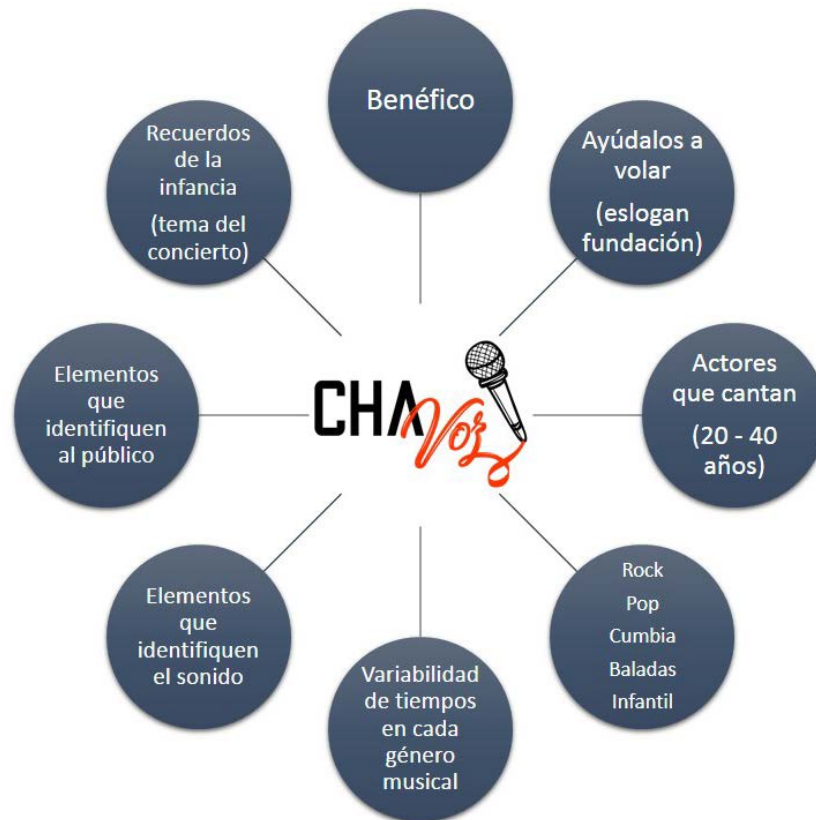 Benéfico
Ayúdalos a
volar
(eslogan
fundación)
Actores
que cantan
(20 - 40
años)
Rock
Pop
Cumbia
Baladas
Infantil
Variabilidad
de tiempos
en cada
género
musical
Elementos
que
identifiquen
el sonido
Elementos
que
identifiquen
al público
Recuerdos
de la
infancia
(tema del
concierto)
CHA Voz